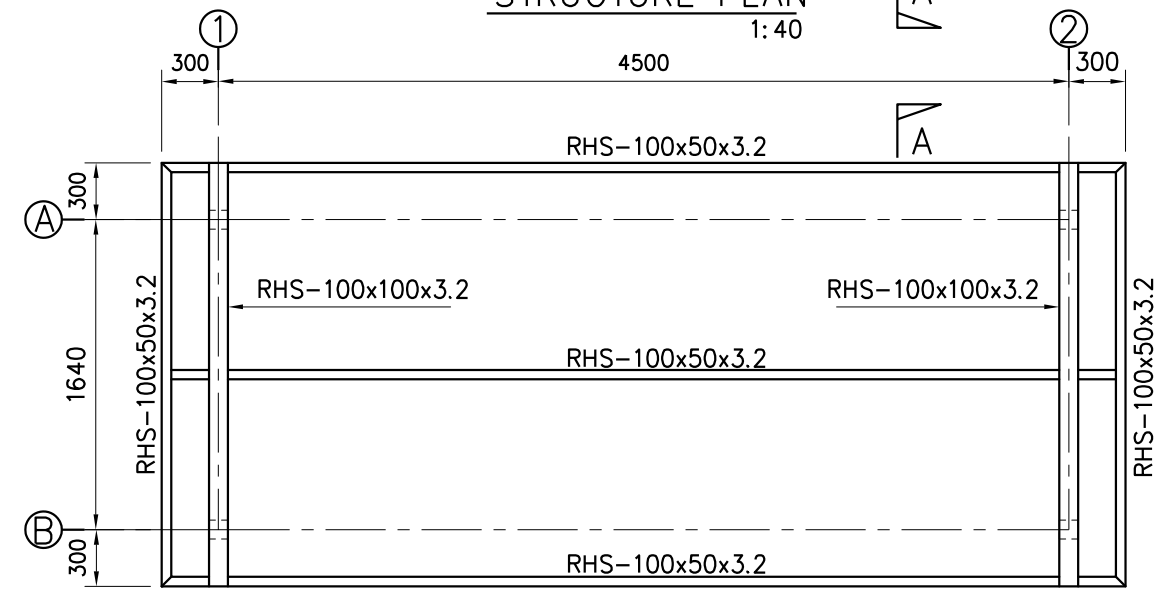 STRUCTURE PLAN
1:40
A
1
2
300
4500
300
A
RHS-100x50x3.2
300
A
RHS-100x100x3.2
RHS-100x100x3.2
RHS-100x50x3.2
1640
RHS-100x50x3.2
RHS-100x50x3.2
B
300
RHS-100x50x3.2